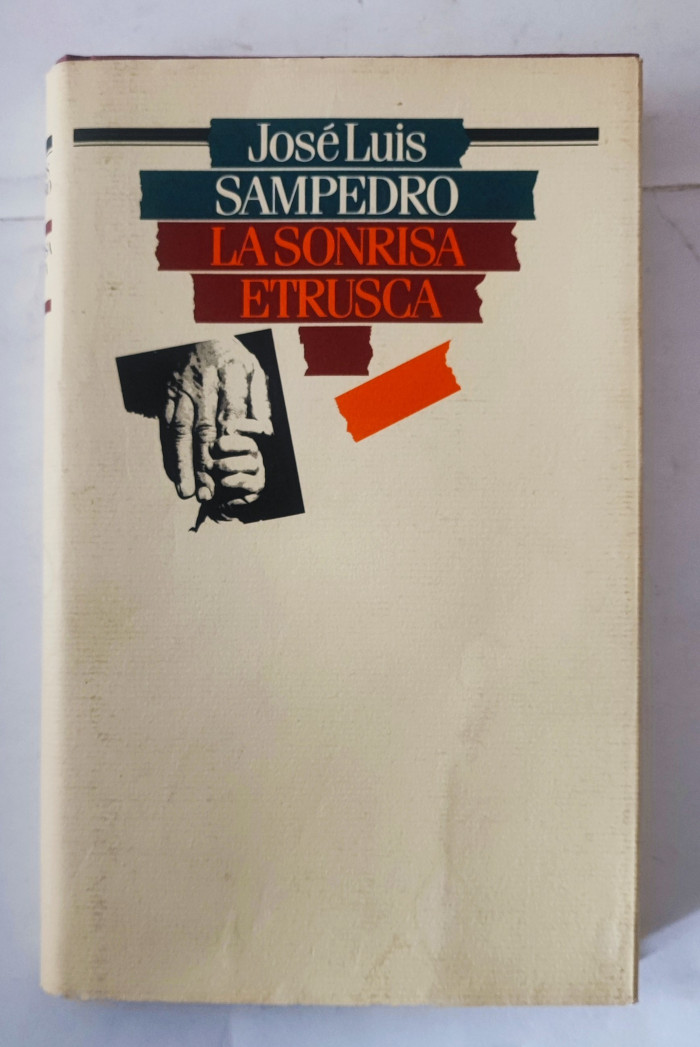 José Luis
SAMPEDRO
LA SONRISA
ETRUSCA